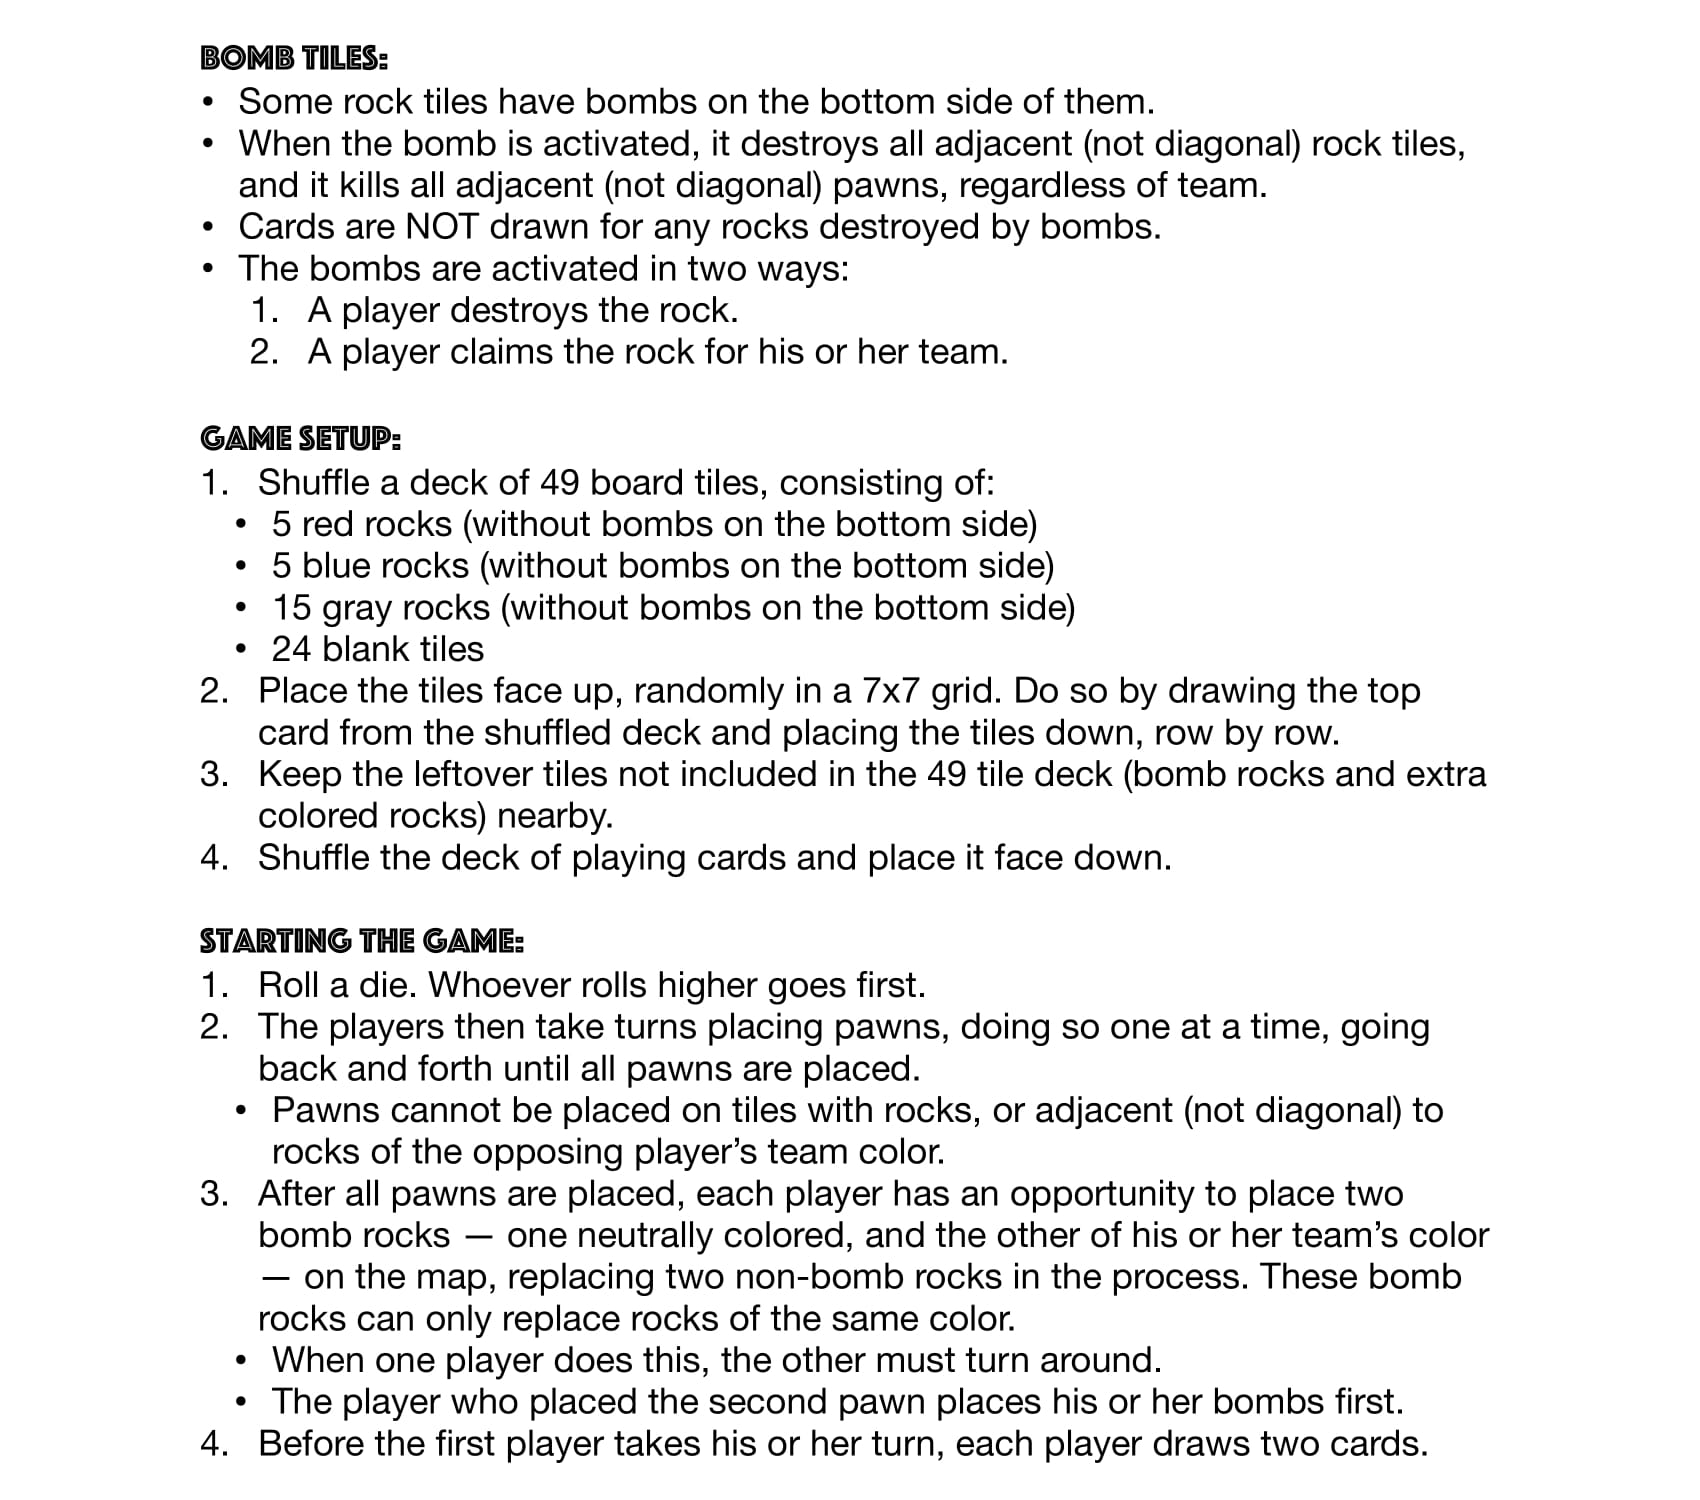 BOMB TILES:
• Some rock tiles have bombs on the bottom side of them.
• When the bomb is activated, it destroys all adjacent (not diagonal) rock tiles,
and it kills all adjacent (not diagonal) pawns, regardless of team.
• Cards are NOT drawn for any rocks destroyed by bombs.
• The bombs are activated in two ways:
1. A player destroys the rock.
2. A player claims the rock for his or her team.
GAME SETUP:
1. Shuffle a deck of 49 board tiles, consisting of:
• 5 red rocks (without bombs on the bottom side)
• 5 blue rocks (without bombs on the bottom side)
• 15 gray rocks (without bombs on the bottom side)
• 24 blank tiles
2. Place the tiles face up, randomly in a 7x7 grid. Do so by drawing the top
card from the shuffled deck and placing the tiles down, row by row.
3. Keep the leftover tiles not included in the 49 tile deck (bomb rocks and extra
colored rocks) nearby.
4. Shuffle the deck of playing cards and place it face down.
STARTING THE GAME:
1. Roll a die. Whoever rolls higher goes first.
2. The players then take turns placing pawns, doing so one at a time, going
back and forth until all pawns are placed.
• Pawns cannot be placed on tiles with rocks, or adjacent (not diagonal) to
rocks of the opposing player’s team color.
3. After all pawns are placed, each player has an opportunity to place two
bomb rocks — one neutrally colored, and the other of his or her team’s color
— on the map, replacing two non-bomb rocks in the process. These bomb
rocks can only replace rocks of the same color.
• When one player does this, the other must turn around.
• The player who placed the second pawn places his or her bombs first.
4. Before the first player takes his or her turn, each player draws two cards.